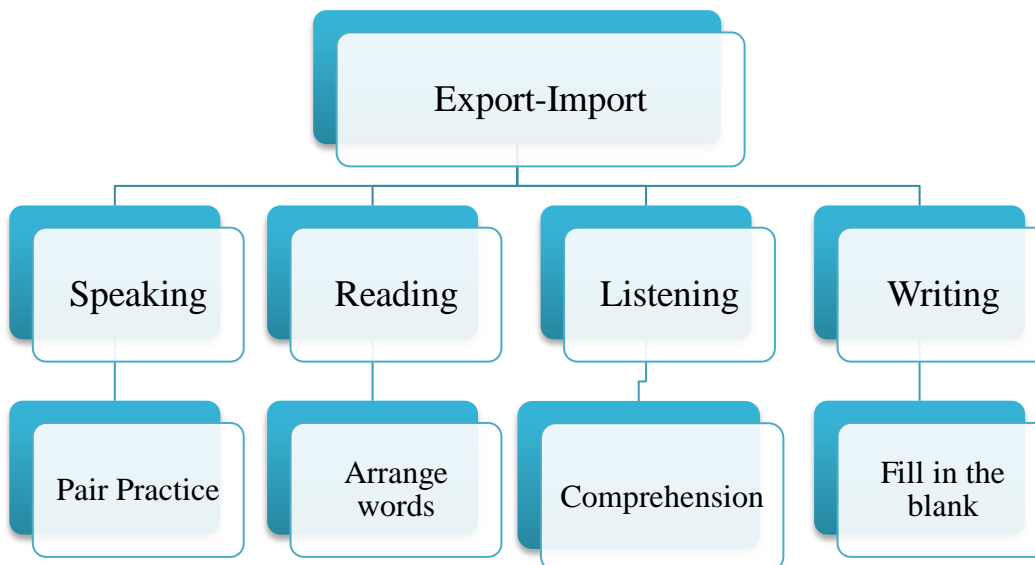 Export-Import
Speaking
Reading
Listening
Writing
Pair Practice
Arrange
words
Comprehension
Fill in the
blank